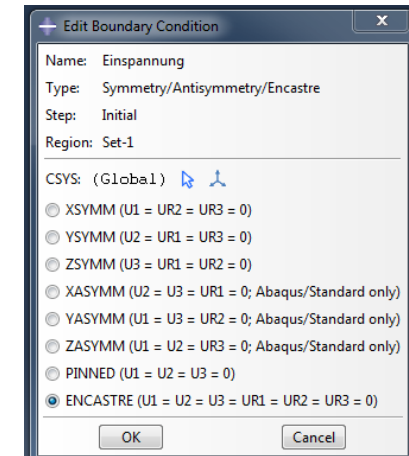 Edit Boundary Condition
Name: Einspannung
Type: Symmetry/Antisymmetry/Encastre
Step: Initial
Region: Set-1
CSYS: (Global)
XSYMM (U1 = UR2 = UR3 = 0)
YSYMM (U2 = UR1 = UR3 = 0)
ZSYMM (U3 = UR1 = UR2 = 0)
XASYMM (U2 = U3 = UR1 = 0; Abaqus/Standard only)
YASYMM (U1 = U3 = UR2 = 0; Abaqus/Standard only)
ZASYMM (U1 = U2 = UR3 = 0; Abaqus/Standard only)
PINNED (U1 = U2 = U3 = 0)
ENCASTRE (U1 = U2 = U3 = UR1 = UR2 = UR3 = 0)
OK Cancel